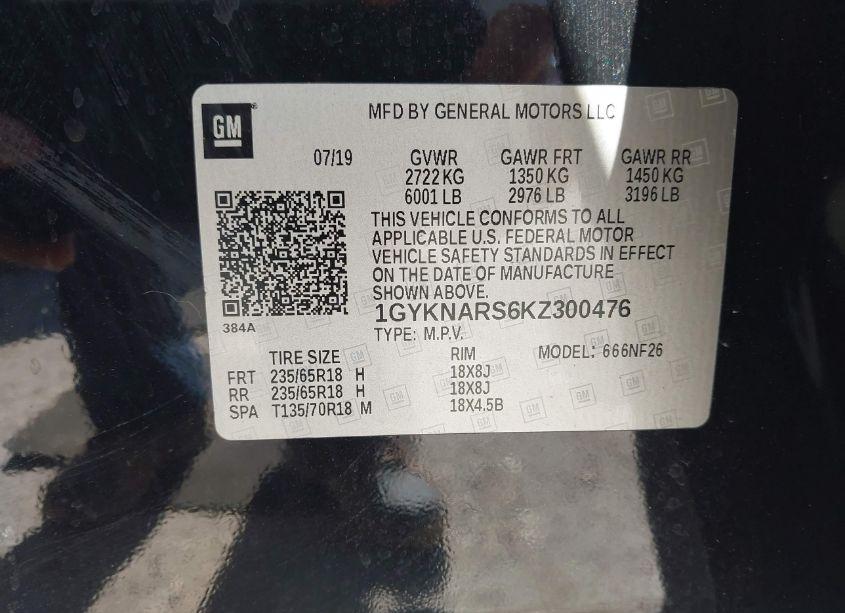 GM
MFD BY GENERAL MOTORS LLC
07/19 GVWR GAWR FRT GAWR RR
2722 KG 1350 KG 1450 KG
6001 LB 2976 LB 3196 LB
THIS VEHICLE CONFORMS TO ALL
APPLICABLE U.S. FEDERAL MOTOR
VEHICLE SAFETY STANDARDS IN EFFECT
ON THE DATE OF MANUFACTURE
SHOWN ABOVE.
1GYKNARS6KZ300476
384A
TYPE: M.P.V.
TIRE SIZE RIM MODEL: 666NF26
FRT 235/65R18 H 18X8J
RR 235/65R18 H 18X8J
SPA T135/70R18 M 18X4.5B